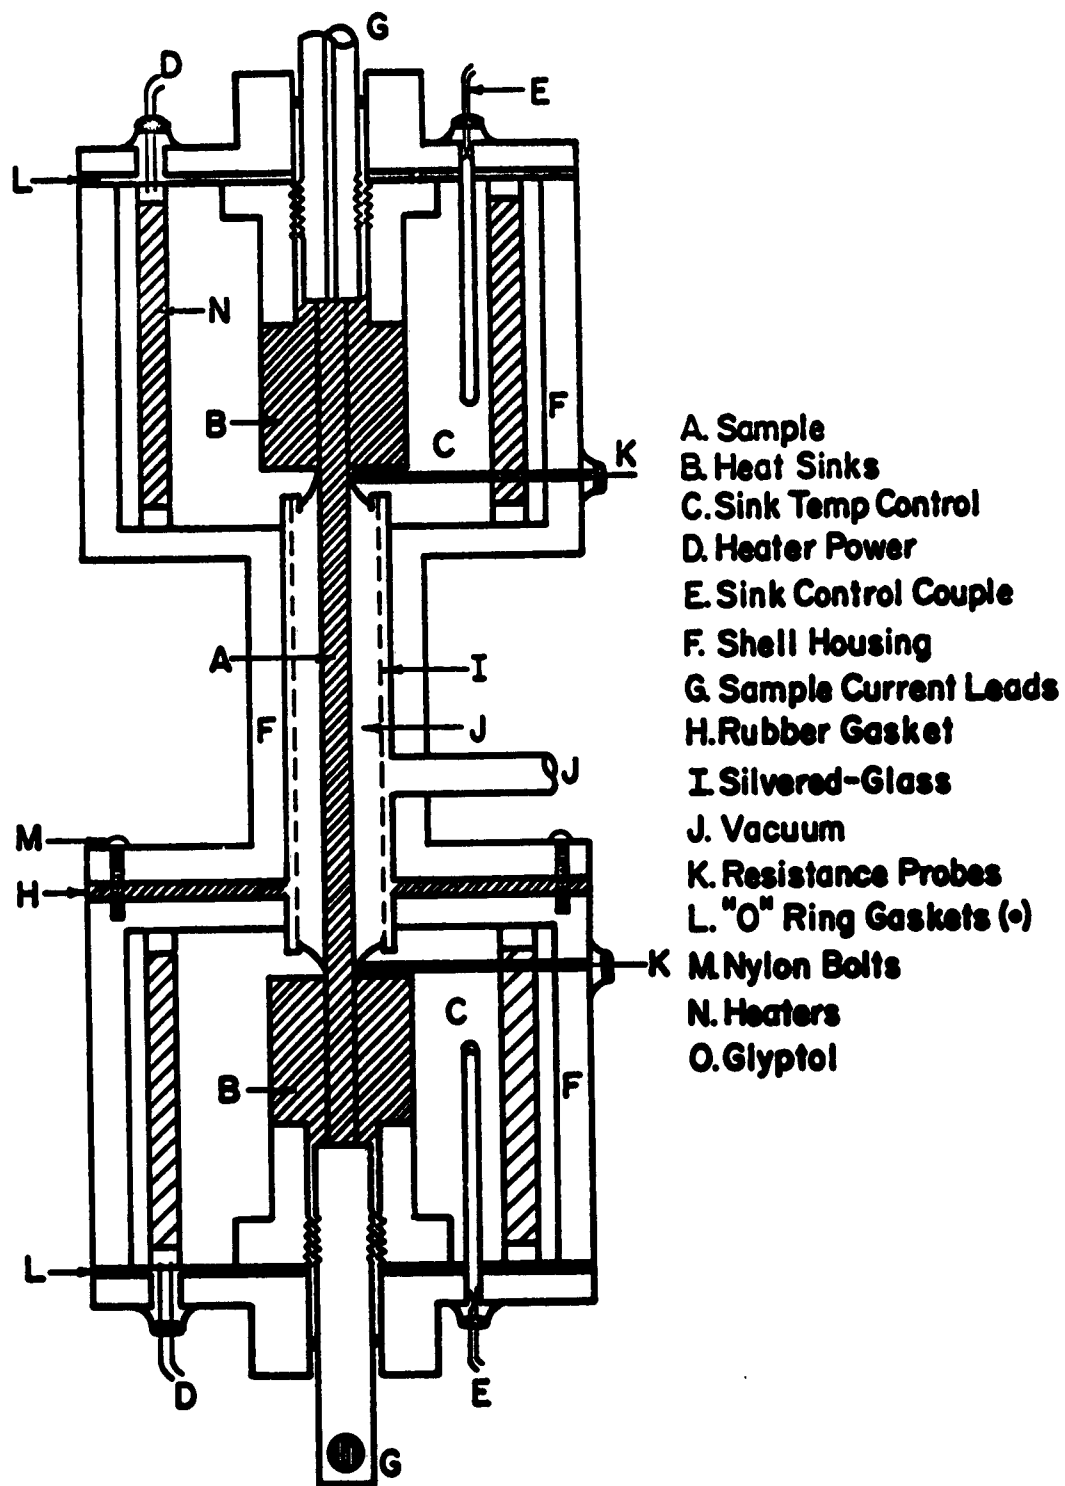 G
D
E
L
N
B
F
C
K
A. Sample
B. Heat Sinks
C. Sink Temp Control
D. Heater Power
E. Sink Control Couple
F. Shell Housing
G. Sample Current Leads
H. Rubber Gasket
I. Silvered-Glass
J. Vacuum
K. Resistance Probes
L. "O" Ring Gaskets (•)
M. Nylon Bolts
N. Heaters
O. Glyptol
A
I
F
J
J
M
H
K
C
B
F
L
D
E
G